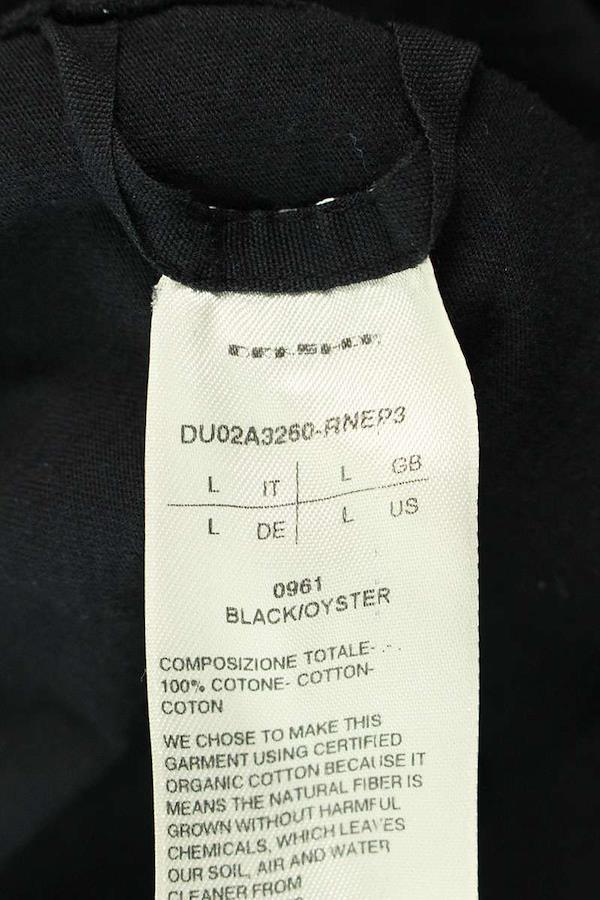 DRKSHDW
DU02A3260-RNEP3
L IT L GB
L DE L US
0961
BLACK/OYSTER
COMPOSIZIONE TOTALE-
100% COTONE- COTTON-
COTON
WE CHOSE TO MAKE THIS
GARMENT USING CERTIFIED
ORGANIC COTTON BECAUSE IT
MEANS THE NATURAL FIBER IS
GROWN WITHOUT HARMFUL
CHEMICALS, WHICH LEAVES
OUR SOIL, AIR AND WATER
CLEANER FROM